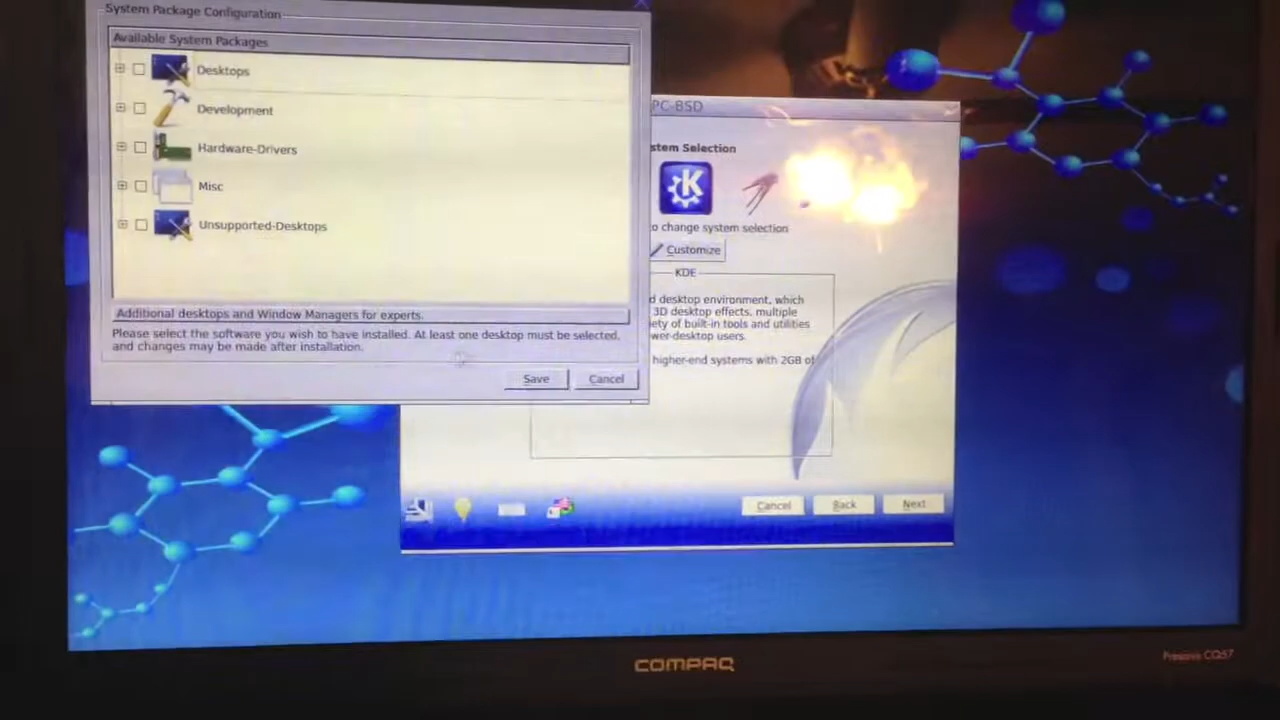 System Package Configuration
Available System Packages
Desktops
Development
Hardware-Drivers
Misc
Unsupported-Desktops
Additional desktops and Window Managers for experts.
Please select the software you wish to have installed. At least one desktop must be selected,
and changes may be made after installation.
Save
Cancel
PC-BSD
stem Selection
K
o change system selection
Customize
KDE
d desktop environment, which
3D desktop effects, multiple
iety of built-in tools and utilities
wer-desktop users.
higher-end systems with 2GB of
Cancel
Back
Next
COMPAQ
Presario CQ57